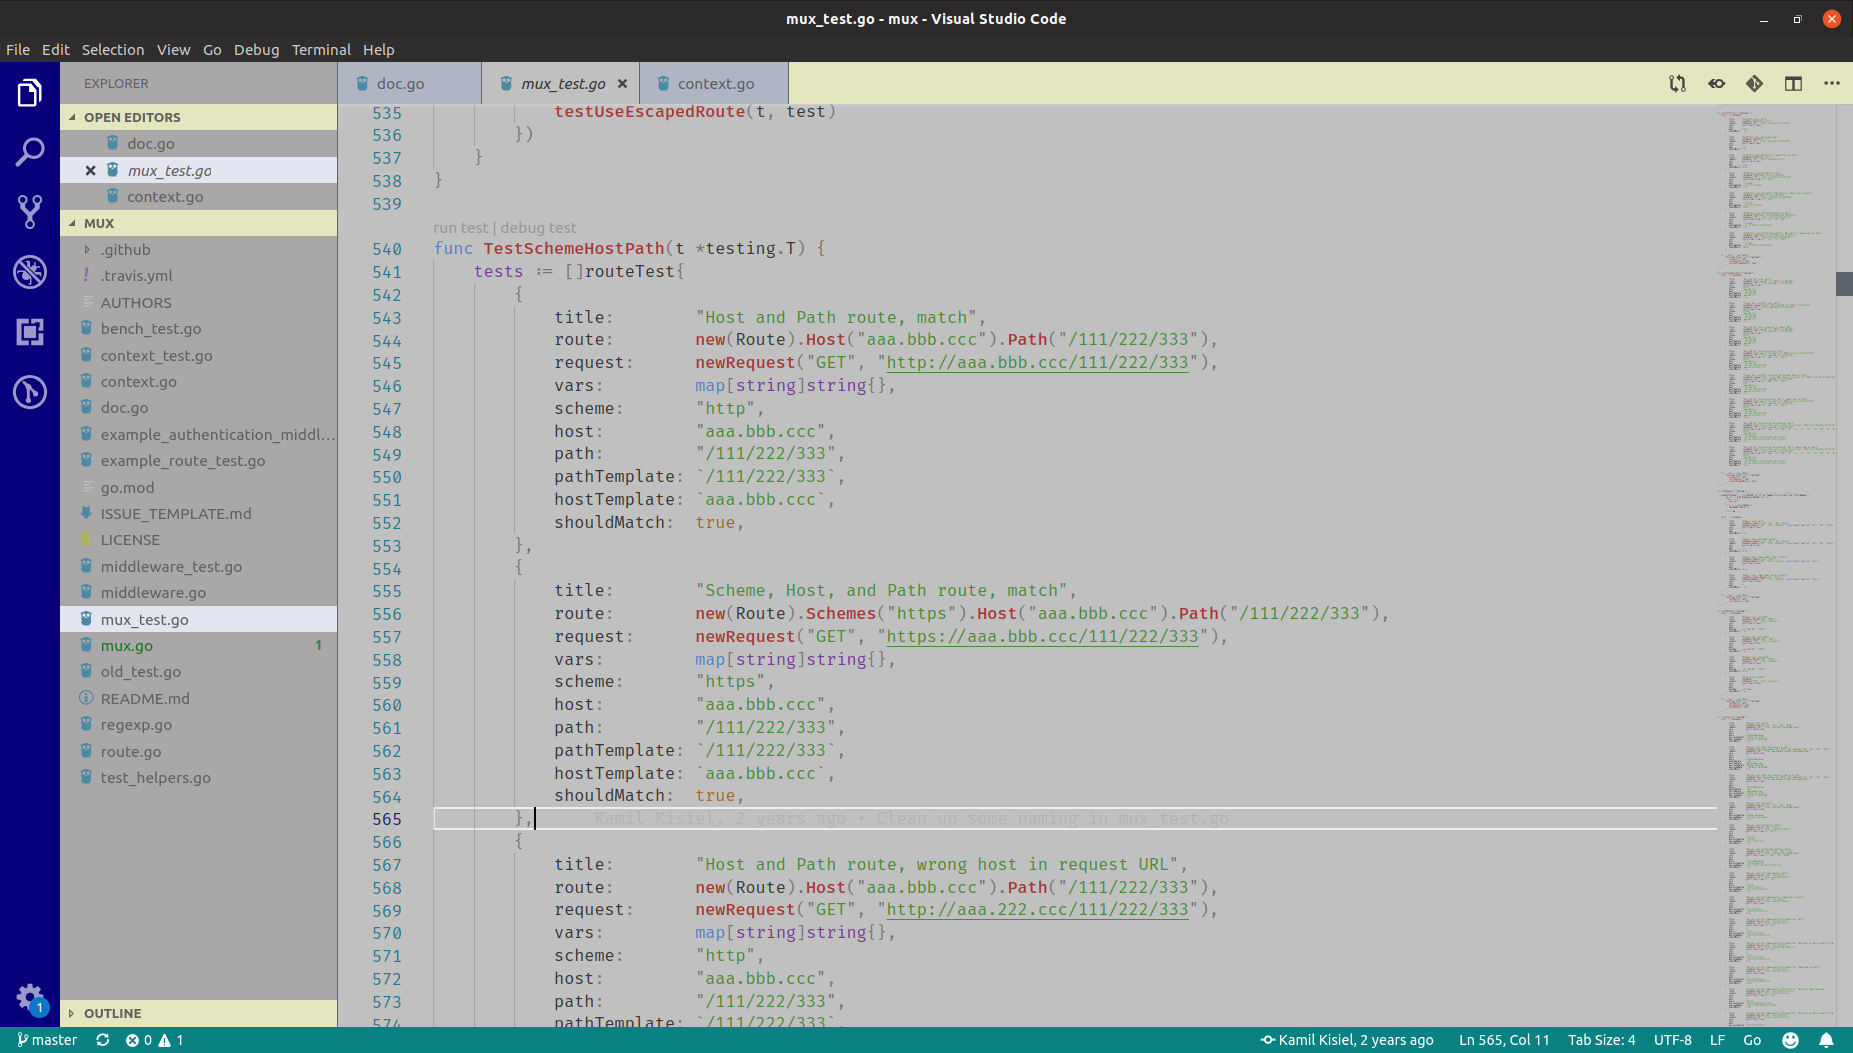 mux_test.go - mux - Visual Studio Code
File Edit Selection View Go Debug Terminal Help
EXPLORER
OPEN EDITORS
doc.go
mux_test.go
context.go
MUX
.github
.travis.yml
AUTHORS
bench_test.go
context_test.go
context.go
doc.go
example_authentication_middl...
example_route_test.go
go.mod
ISSUE_TEMPLATE.md
LICENSE
middleware_test.go
middleware.go
mux_test.go
mux.go 1
old_test.go
README.md
regexp.go
route.go
test_helpers.go
OUTLINE
1
doc.go mux_test.go context.go
535 testUseEscapedRoute(t, test)
536 })
537 }
538 }
539
run test | debug test
540 func TestSchemeHostPath(t *testing.T) {
541 tests := []routeTest{
542 {
543 title: "Host and Path route, match",
544 route: new(Route).Host("aaa.bbb.ccc").Path("/111/222/333"),
545 request: newRequest("GET", "http://aaa.bbb.ccc/111/222/333"),
546 vars: map[string]string{},
547 scheme: "http",
548 host: "aaa.bbb.ccc",
549 path: "/111/222/333",
550 pathTemplate: `/111/222/333`,
551 hostTemplate: `aaa.bbb.ccc`,
552 shouldMatch: true,
553 },
554 {
555 title: "Scheme, Host, and Path route, match",
556 route: new(Route).Schemes("https").Host("aaa.bbb.ccc").Path("/111/222/333"),
557 request: newRequest("GET", "https://aaa.bbb.ccc/111/222/333"),
558 vars: map[string]string{},
559 scheme: "https",
560 host: "aaa.bbb.ccc",
561 path: "/111/222/333",
562 pathTemplate: `/111/222/333`,
563 hostTemplate: `aaa.bbb.ccc`,
564 shouldMatch: true,
565 }, Kamil Kisiel, 2 years ago • Clean up some naming in mux_test.go
566 {
567 title: "Host and Path route, wrong host in request URL",
568 route: new(Route).Host("aaa.bbb.ccc").Path("/111/222/333"),
569 request: newRequest("GET", "http://aaa.222.ccc/111/222/333"),
570 vars: map[string]string{},
571 scheme: "http",
572 host: "aaa.bbb.ccc",
573 path: "/111/222/333",
574 pathTemplate: `/111/222/333`,
master 0 1 Kamil Kisiel, 2 years ago Ln 565, Col 11 Tab Size: 4 UTF-8 LF Go